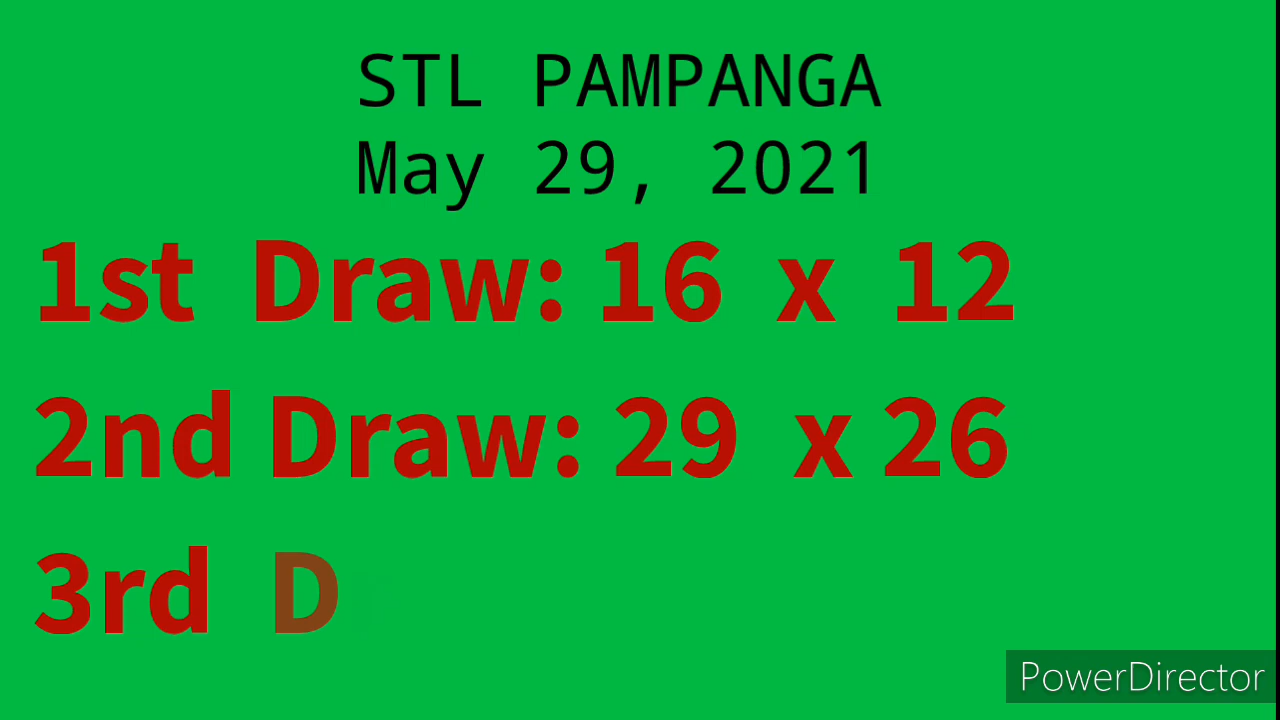 STL PAMPANGA
May 29, 2021
1st Draw: 16 x 12
2nd Draw: 29 x 26
3rd D
PowerDirector